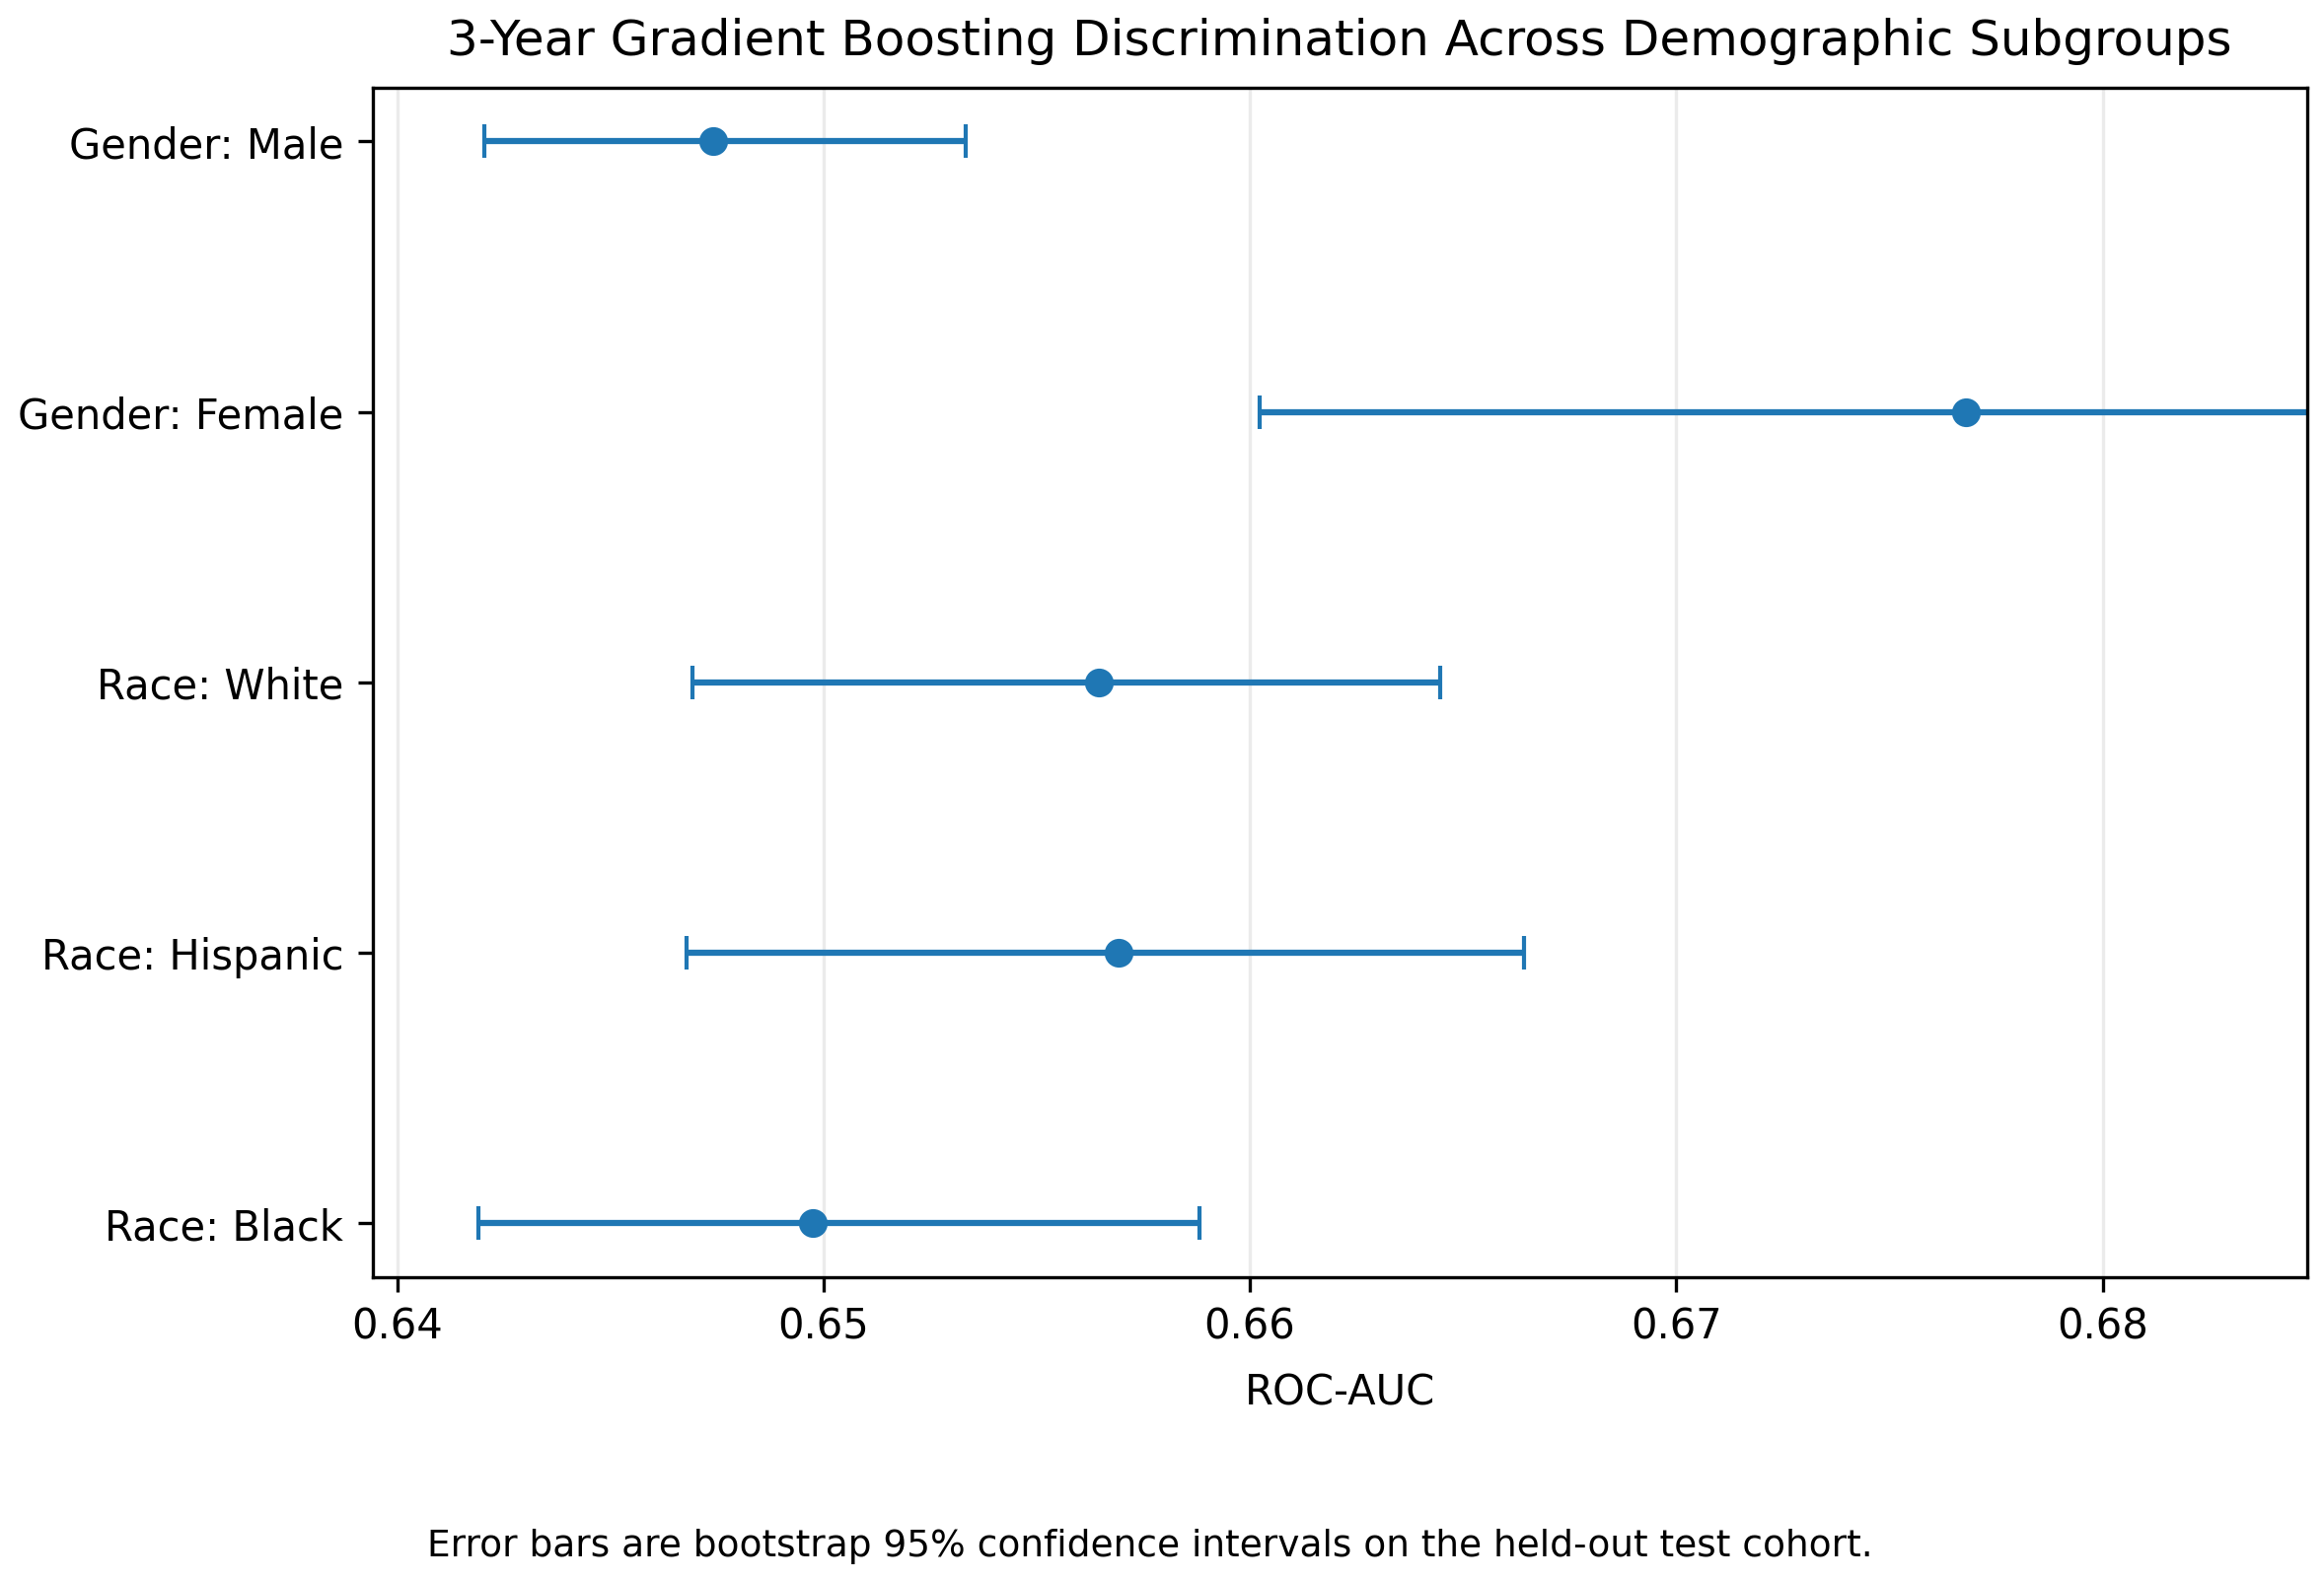 3-Year Gradient Boosting Discrimination Across Demographic Subgroups
Gender: Male
Gender: Female
Race: White
Race: Hispanic
Race: Black
0.64 0.65 0.66 0.67 0.68
ROC-AUC
Error bars are bootstrap 95% confidence intervals on the held-out test cohort.